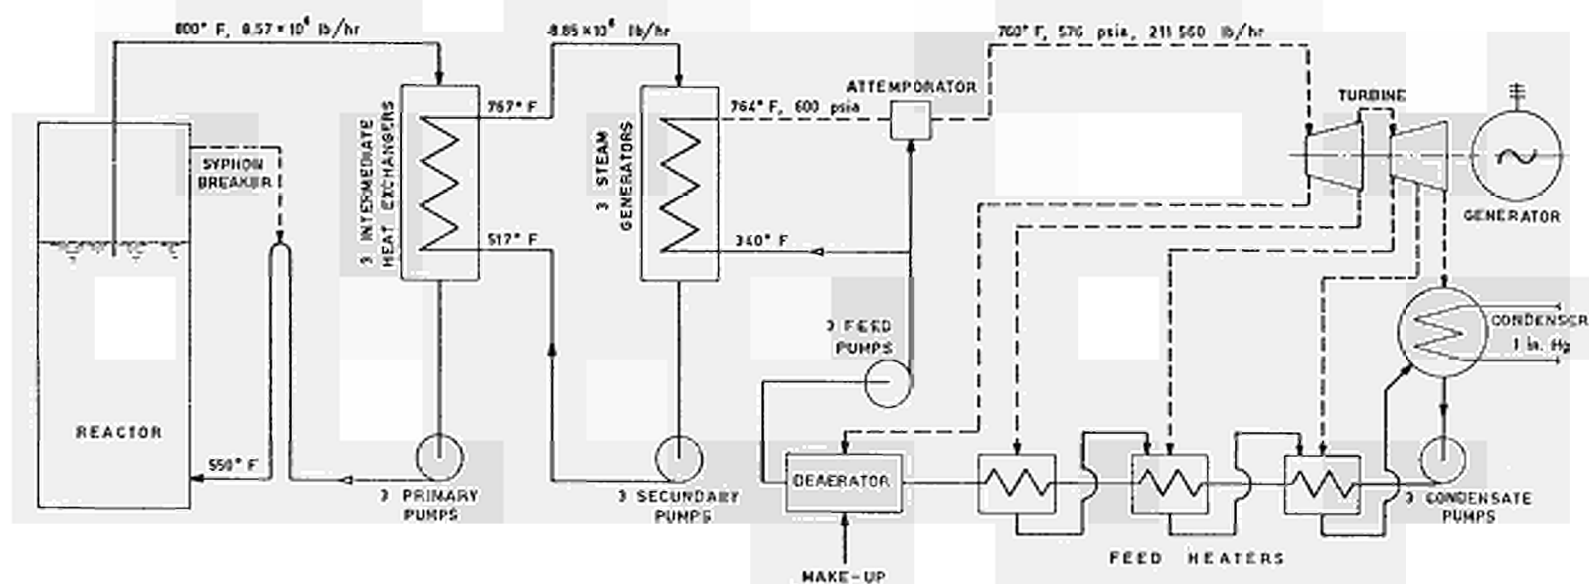 800° F, 8.57 × 10⁶ lb/hr
8.85 × 10⁶ lb/hr
760° F, 576 psia, 211 560 lb/hr
ATTEMPORATOR
TURBINE
767° F
764° F, 600 psia
3 INTERMEDIATE
HEAT EXCHANGERS
3 STEAM
GENERATORS
SYPHON
BREAKER
GENERATOR
517° F
340° F
3 FEED
PUMPS
CONDENSER
1 in. Hg
REACTOR
550° F
DEAERATOR
3 PRIMARY
PUMPS
3 SECONDARY
PUMPS
3 CONDENSATE
PUMPS
FEED HEATERS
MAKE-UP